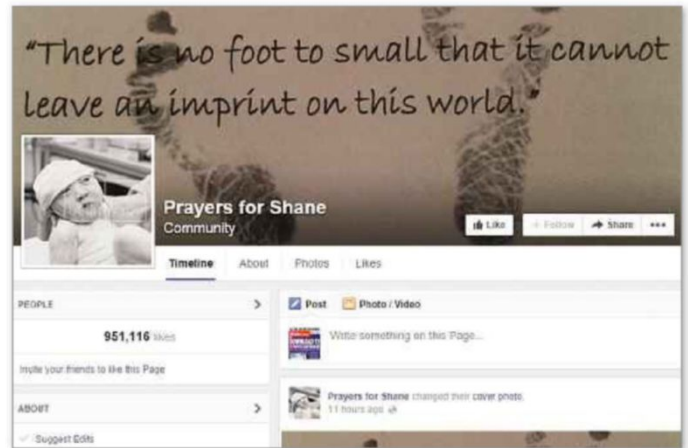 "There is no foot to small that it cannot
leave an imprint on this world."
Prayers for Shane
Community
Like
Follow
Share
Timeline About Photos Likes
PEOPLE
951,116 likes
Invite your friends to like this Page
ABOUT
Suggest Edits
Post Photo / Video
Write something on this Page...
Prayers for Shane changed their cover photo.
11 hours ago